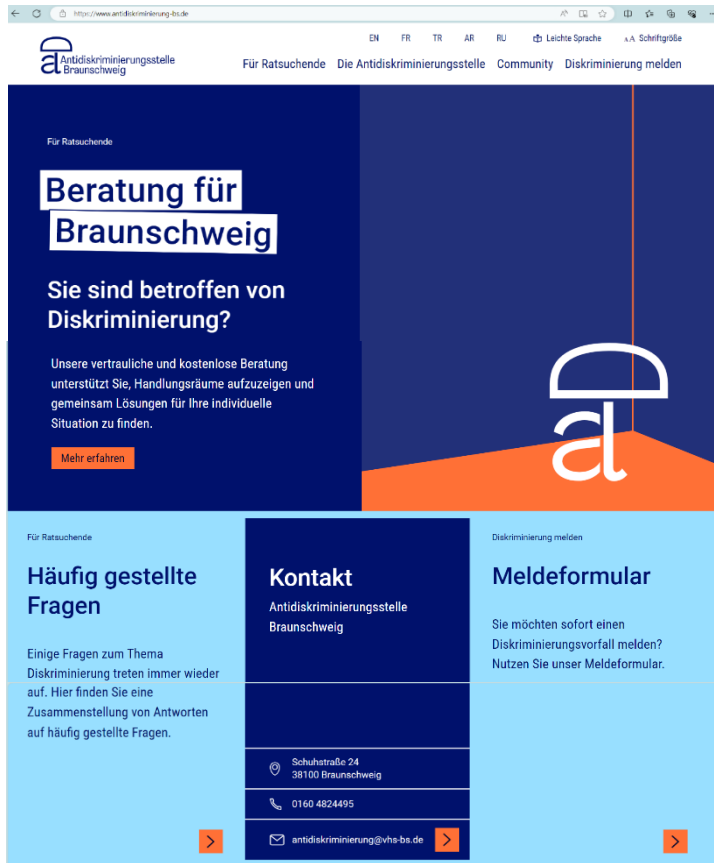 https://www.antidiskriminierung-bs.de
EN FR TR AR RU Leichte Sprache AA Schriftgröße
Antidiskriminierungsstelle
Braunschweig
Für Ratsuchende Die Antidiskriminierungsstelle Community Diskriminierung melden
Für Ratsuchende
Beratung für
Braunschweig
Sie sind betroffen von
Diskriminierung?
Unsere vertrauliche und kostenlose Beratung
unterstützt Sie, Handlungsräume aufzuzeigen und
gemeinsam Lösungen für Ihre individuelle
Situation zu finden.
Mehr erfahren
Für Ratsuchende
Häufig gestellte
Fragen
Einige Fragen zum Thema
Diskriminierung treten immer wieder
auf. Hier finden Sie eine
Zusammenstellung von Antworten
auf häufig gestellte Fragen.
Kontakt
Antidiskriminierungsstelle
Braunschweig
Schuhstraße 24
38100 Braunschweig
0160 4824495
antidiskriminierung@vhs-bs.de
Diskriminierung melden
Meldeformular
Sie möchten sofort einen
Diskriminierungsvorfall melden?
Nutzen Sie unser Meldeformular.